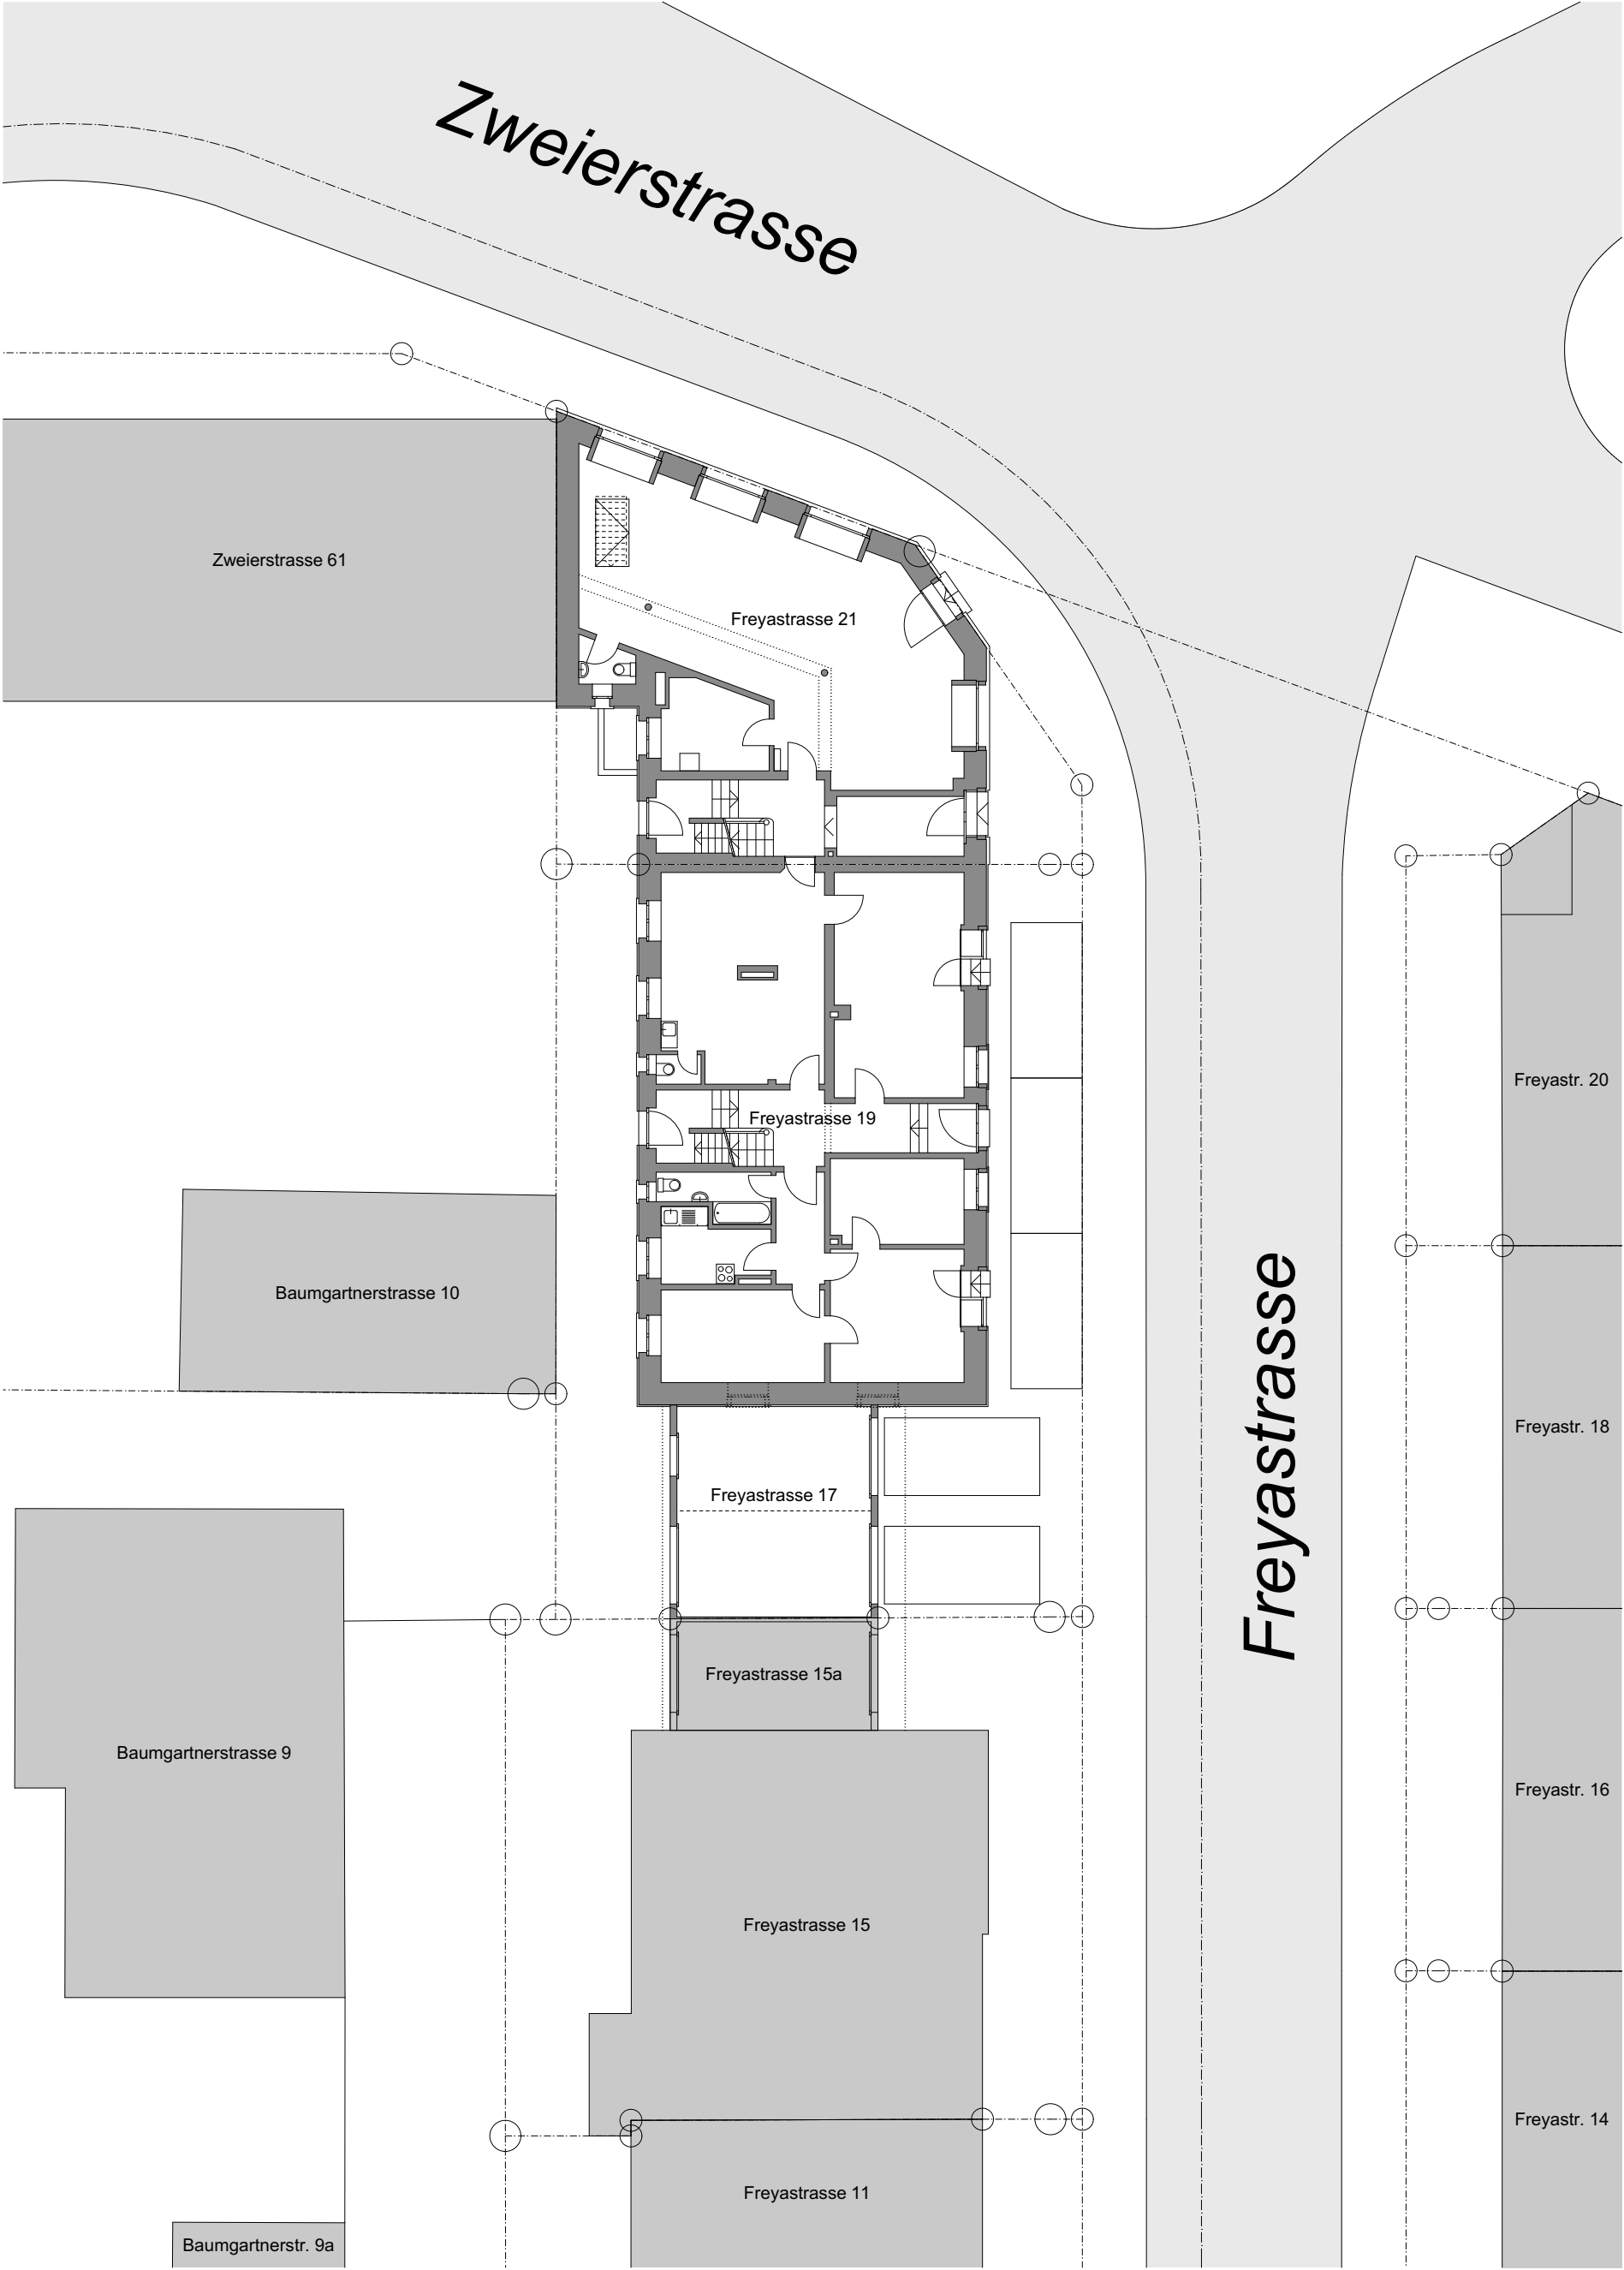 Zweierstrasse
Zweierstrasse 61
Freyastrasse 21
Freyastr. 20
Freyastrasse 19
Baumgartnerstrasse 10
Freyastrasse
Freyastr. 18
Freyastrasse 17
Freyastrasse 15a
Baumgartnerstrasse 9
Freyastr. 16
Freyastrasse 15
Freyastr. 14
Freyastrasse 11
Baumgartnerstr. 9a